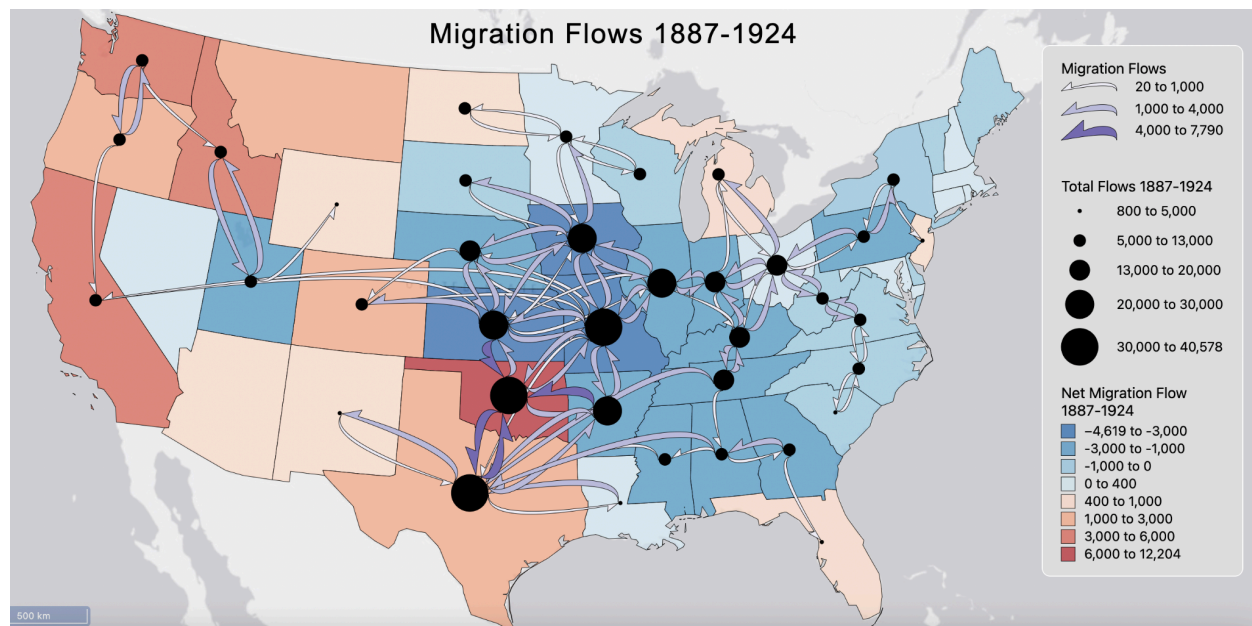 Migration Flows 1887-1924
Migration Flows
20 to 1,000
1,000 to 4,000
4,000 to 7,790
Total Flows 1887-1924
800 to 5,000
5,000 to 13,000
13,000 to 20,000
20,000 to 30,000
30,000 to 40,578
Net Migration Flow
1887-1924
−4,619 to -3,000
-3,000 to -1,000
-1,000 to 0
0 to 400
400 to 1,000
1,000 to 3,000
3,000 to 6,000
6,000 to 12,204
500 km